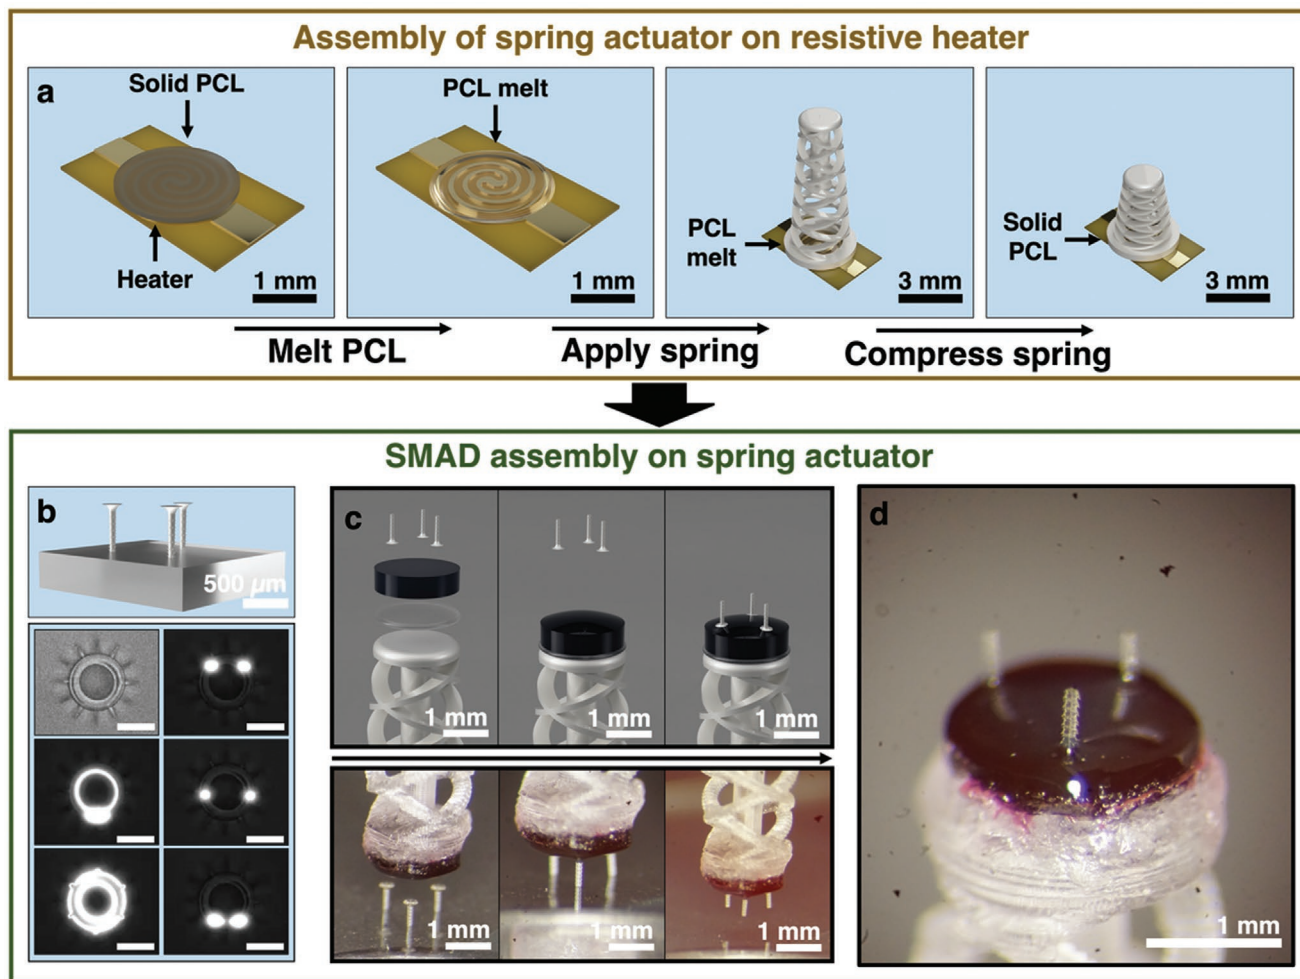 Assembly of spring actuator on resistive heater
a
Solid PCL
Heater
1 mm
PCL melt
1 mm
PCL
melt
3 mm
Solid
PCL
3 mm
Melt PCL
Apply spring
Compress spring
SMAD assembly on spring actuator
b
500 µm
c
1 mm
1 mm
1 mm
1 mm
1 mm
1 mm
d
1 mm